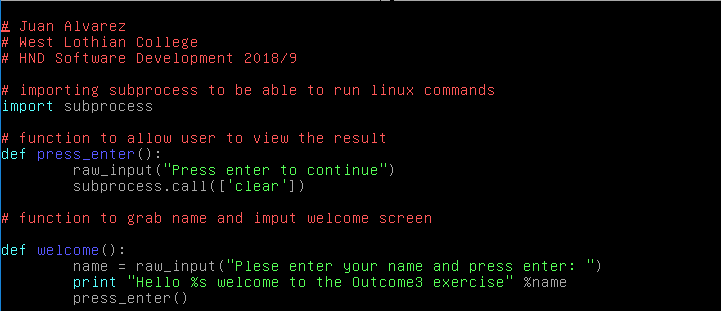 # Juan Alvarez
# West Lothian College
# HND Software Development 2018/9
# importing subprocess to be able to run linux commands
import subprocess
# function to allow user to view the result
def press_enter():
raw_input("Press enter to continue")
subprocess.call(['clear'])
# function to grab name and imput welcome screen
def welcome():
name = raw_input("Plese enter your name and press enter: ")
print "Hello %s welcome to the Outcome3 exercise" %name
press_enter()